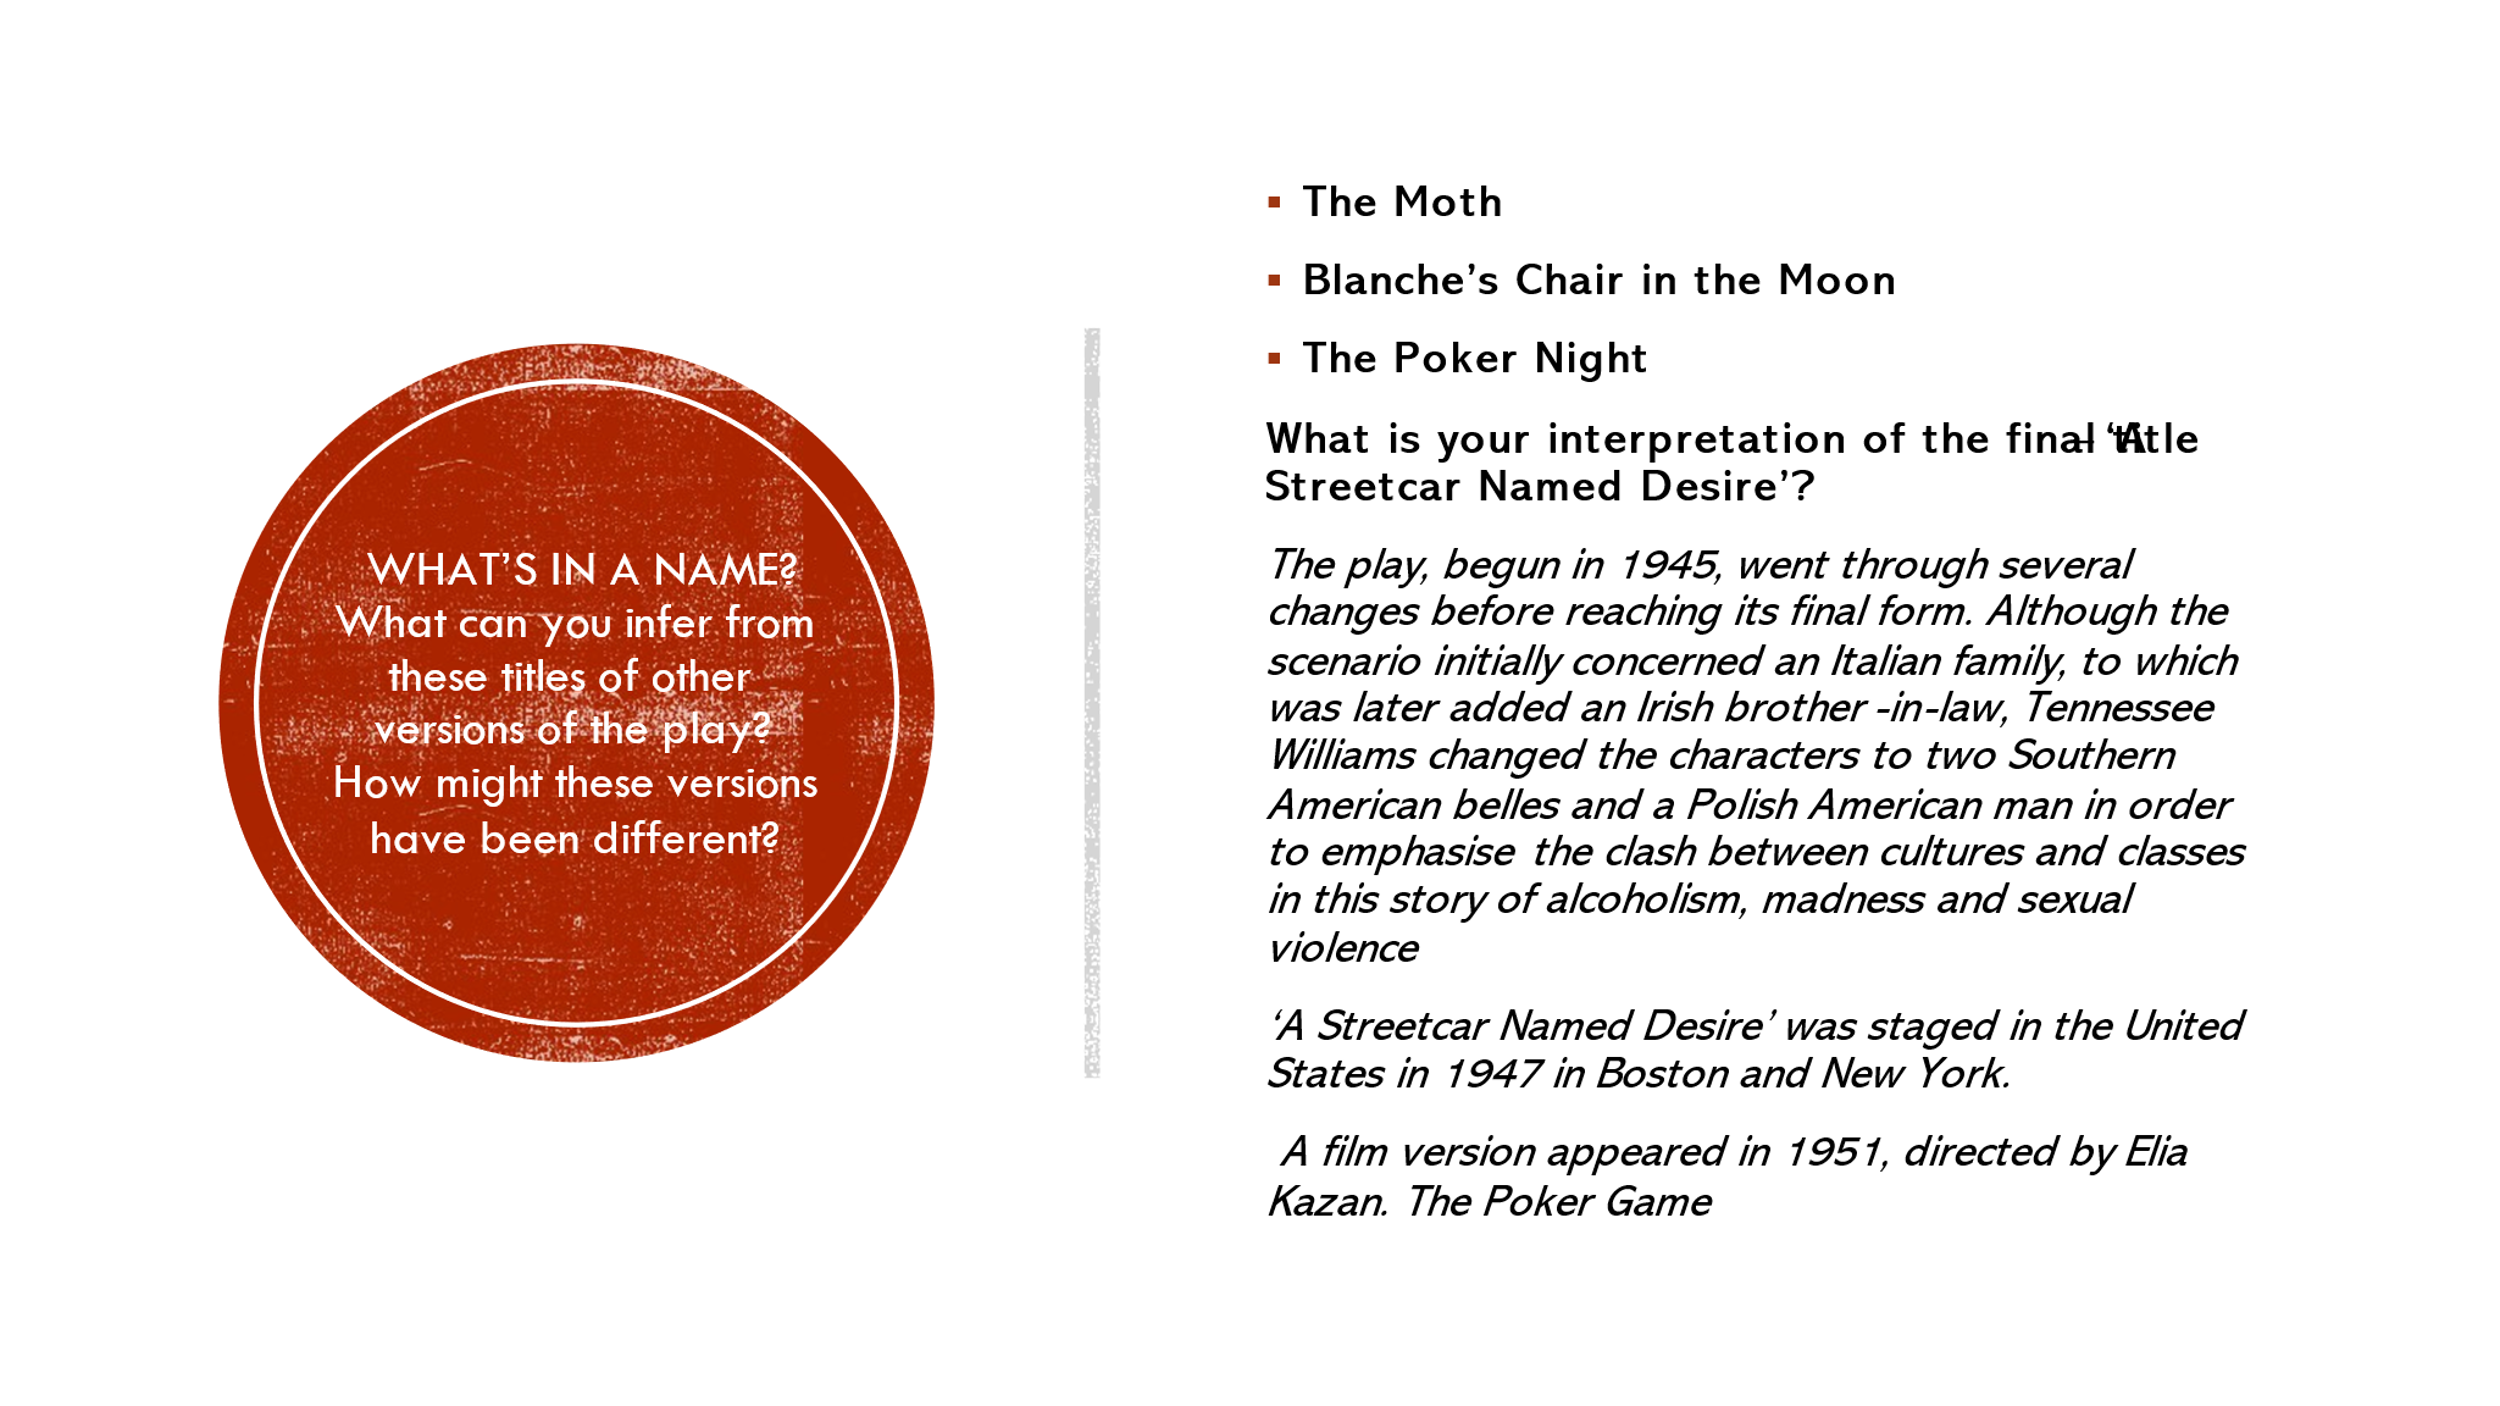 WHAT'S IN A NAME?
What can you infer from
these titles of other
versions of the play?
How might these versions
have been different?
▪ The Moth
▪ Blanche's Chair in the Moon
▪ The Poker Night
What is your interpretation of the final title – ‘A
Streetcar Named Desire’?
The play, begun in 1945, went through several
changes before reaching its final form. Although the
scenario initially concerned an Italian family, to which
was later added an Irish brother -in-law, Tennessee
Williams changed the characters to two Southern
American belles and a Polish American man in order
to emphasise the clash between cultures and classes
in this story of alcoholism, madness and sexual
violence
‘A Streetcar Named Desire’ was staged in the United
States in 1947 in Boston and New York.
A film version appeared in 1951, directed by Elia
Kazan. The Poker Game